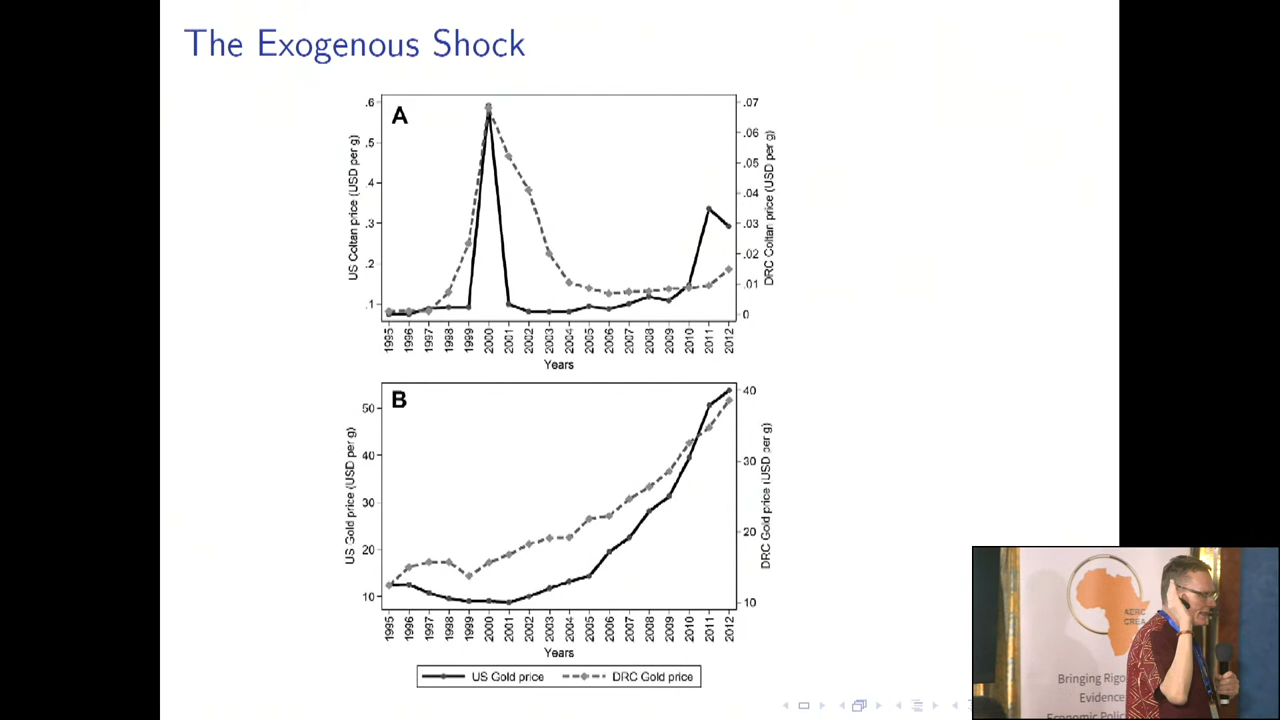 The Exogenous Shock
A
US Coltan price (USD per g)
.6
.5
.4
.3
.2
.1
DRC Coltan price (USD per g)
.07
.06
.05
.04
.03
.02
.01
0
1995 1996 1997 1998 1999 2000 2001 2002 2003 2004 2005 2006 2007 2008 2009 2010 2011 2012
Years
B
US Gold price (USD per g)
50
40
30
20
10
DRC Gold price (USD per g)
40
30
20
10
1995 1996 1997 1998 1999 2000 2001 2002 2003 2004 2005 2006 2007 2008 2009 2010 2011 2012
Years
US Gold price DRC Gold price
AERC
CREA
Bringing Rigo
Evidence
Economic Polic